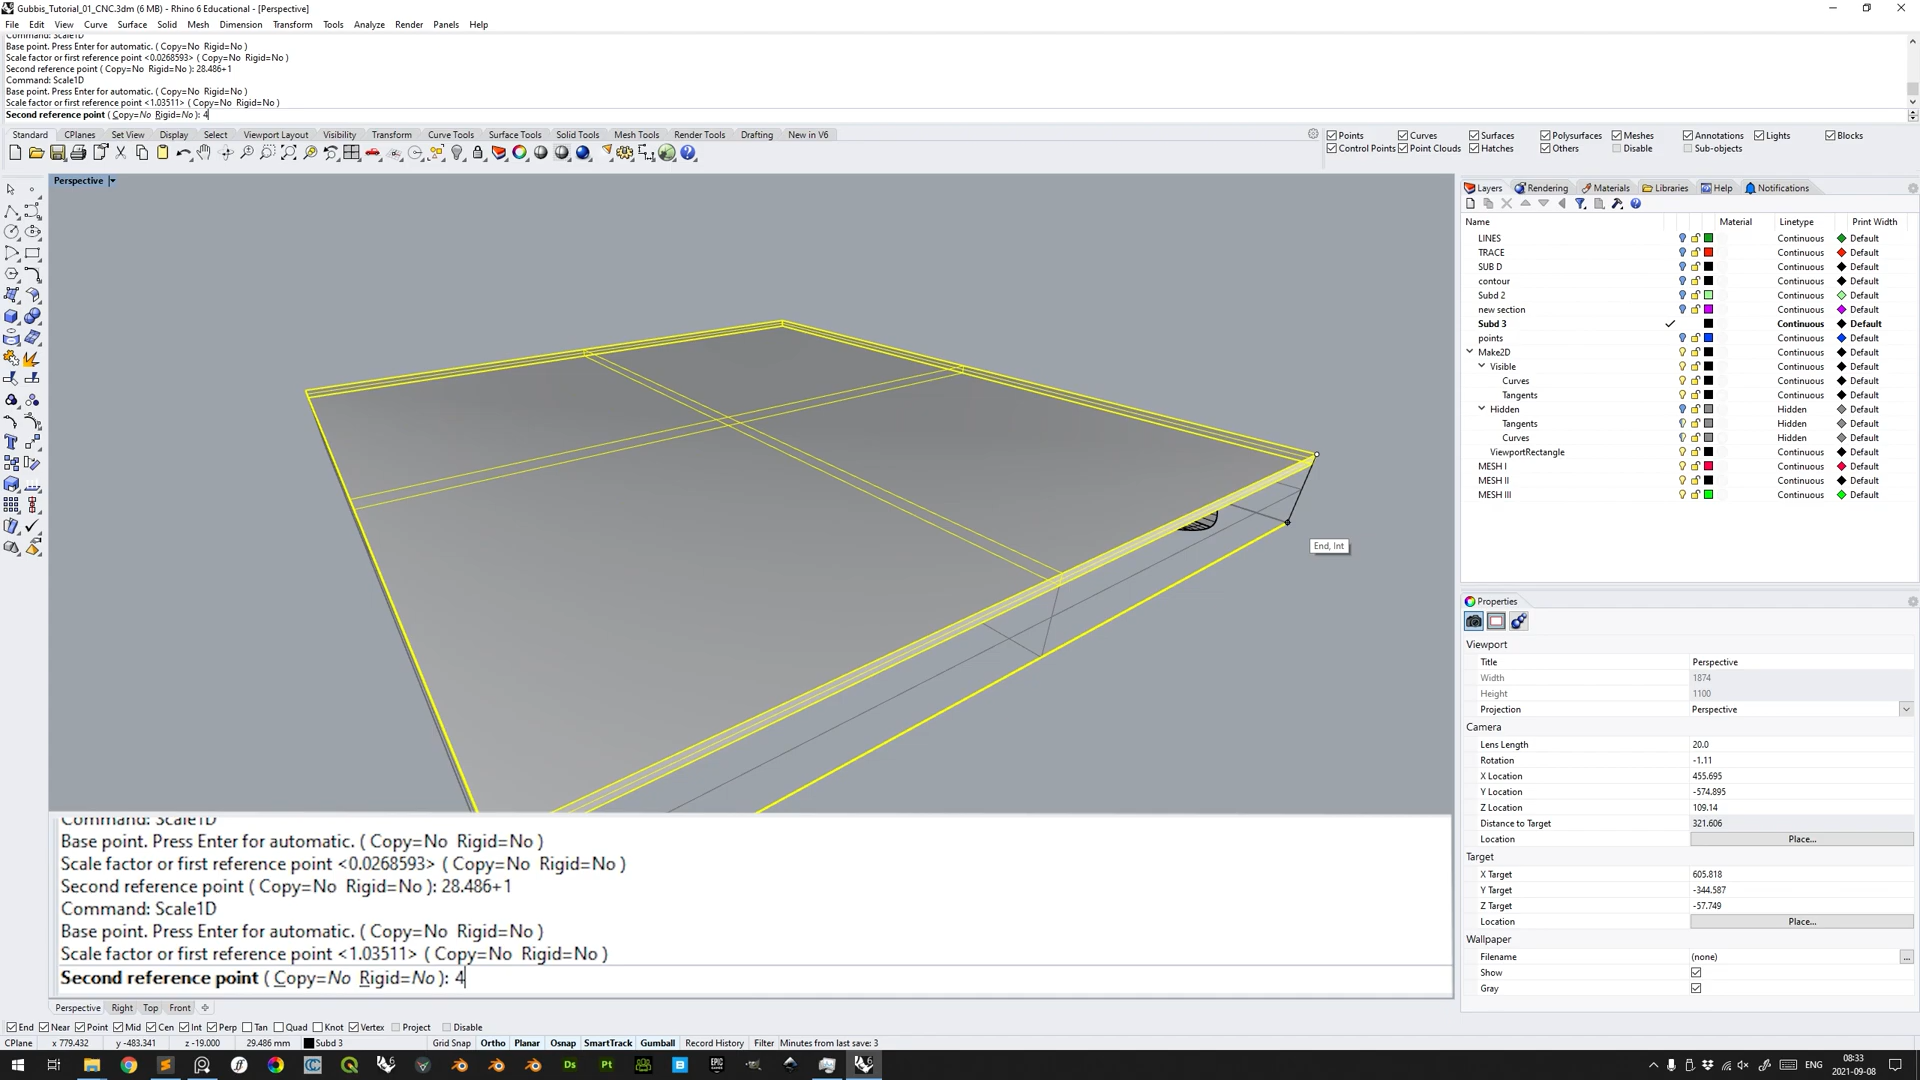 Gubbis_Tutorial_01_CNC.3dm (6 MB) - Rhino 6 Educational - [Perspective]
File Edit View Curve Surface Solid Mesh Dimension Transform Tools Analyze Render Panels Help
Command: Scale1D
Base point. Press Enter for automatic. ( Copy=No Rigid=No )
Scale factor or first reference point <0.0268593> ( Copy=No Rigid=No )
Second reference point ( Copy=No Rigid=No ): 28.486+1
Command: Scale1D
Base point. Press Enter for automatic. ( Copy=No Rigid=No )
Scale factor or first reference point <1.03511> ( Copy=No Rigid=No )
Second reference point ( Copy=No Rigid=No ): 4
Standard CPlanes Set View Display Select Viewport Layout Visibility Transform Curve Tools Surface Tools Solid Tools Mesh Tools Render Tools Drafting New in V6
Points Curves Surfaces Polysurfaces Meshes Annotations Lights Blocks
Control Points Point Clouds Hatches Others Disable Sub-objects
Perspective
Layers Rendering Materials Libraries Help Notifications
Name Material Linetype Print Width
LINES Continuous Default
TRACE Continuous Default
SUB D Continuous Default
contour Continuous Default
Subd 2 Continuous Default
new section Continuous Default
Subd 3 Continuous Default
points Continuous Default
Make2D Continuous Default
Visible Continuous Default
Curves Continuous Default
Tangents Continuous Default
Hidden Hidden Default
Tangents Hidden Default
Curves Hidden Default
ViewportRectangle Continuous Default
MESH I Continuous Default
MESH II Continuous Default
MESH III Continuous Default
End, Int
Properties
Viewport
Title Perspective
Width 1874
Height 1100
Projection Perspective
Camera
Lens Length 20.0
Rotation -1.11
X Location 455.695
Y Location -574.895
Z Location 109.14
Distance to Target 321.606
Location Place...
Target
X Target 605.818
Y Target -344.587
Z Target -57.749
Location Place...
Wallpaper
Filename (none) ...
Show
Gray
Command: Scale1D
Base point. Press Enter for automatic. ( Copy=No Rigid=No )
Scale factor or first reference point <0.0268593> ( Copy=No Rigid=No )
Second reference point ( Copy=No Rigid=No ): 28.486+1
Command: Scale1D
Base point. Press Enter for automatic. ( Copy=No Rigid=No )
Scale factor or first reference point <1.03511> ( Copy=No Rigid=No )
Second reference point ( Copy=No Rigid=No ): 4
Perspective Right Top Front
End Near Point Mid Cen Int Perp Tan Quad Knot Vertex Project Disable
CPlane x 779.432 y -483.341 z -19.000 29.486 mm Subd 3 Grid Snap Ortho Planar Osnap SmartTrack Gumball Record History Filter Minutes from last save: 3
Ds Pt B EPIC ENG 08:33
2021-09-08